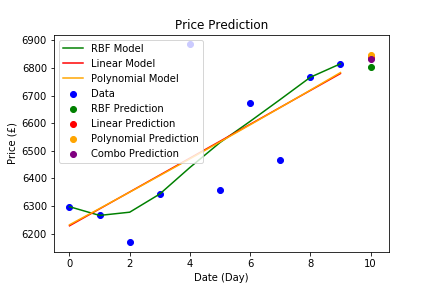 Price Prediction
6900
6800
6700
6600
6500
6400
6300
6200
Price (£)
RBF Model
Linear Model
Polynomial Model
Data
RBF Prediction
Linear Prediction
Polynomial Prediction
Combo Prediction
0
2
4
6
8
10
Date (Day)